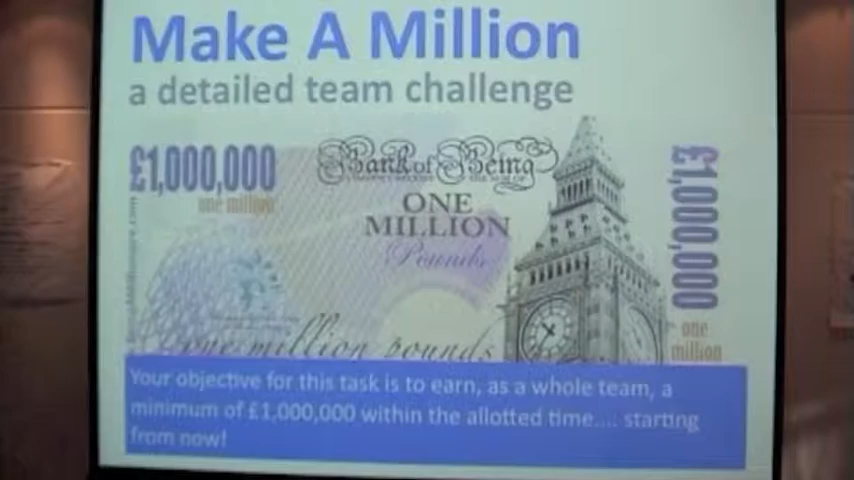 Make A Million
a detailed team challenge
£1,000,000
one million
Bank of Being
ONE
MILLION
Pounds
£1,000,000
one
million
one million pounds
Your objective for this task is to earn, as a whole team, a
minimum of £1,000,000 within the allotted time.... starting
from now!